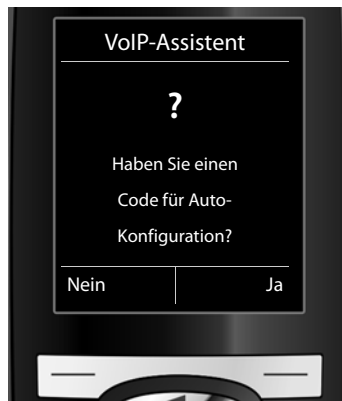 VoIP-Assistent
?
Haben Sie einen
Code für Auto-
Konfiguration?
Nein Ja